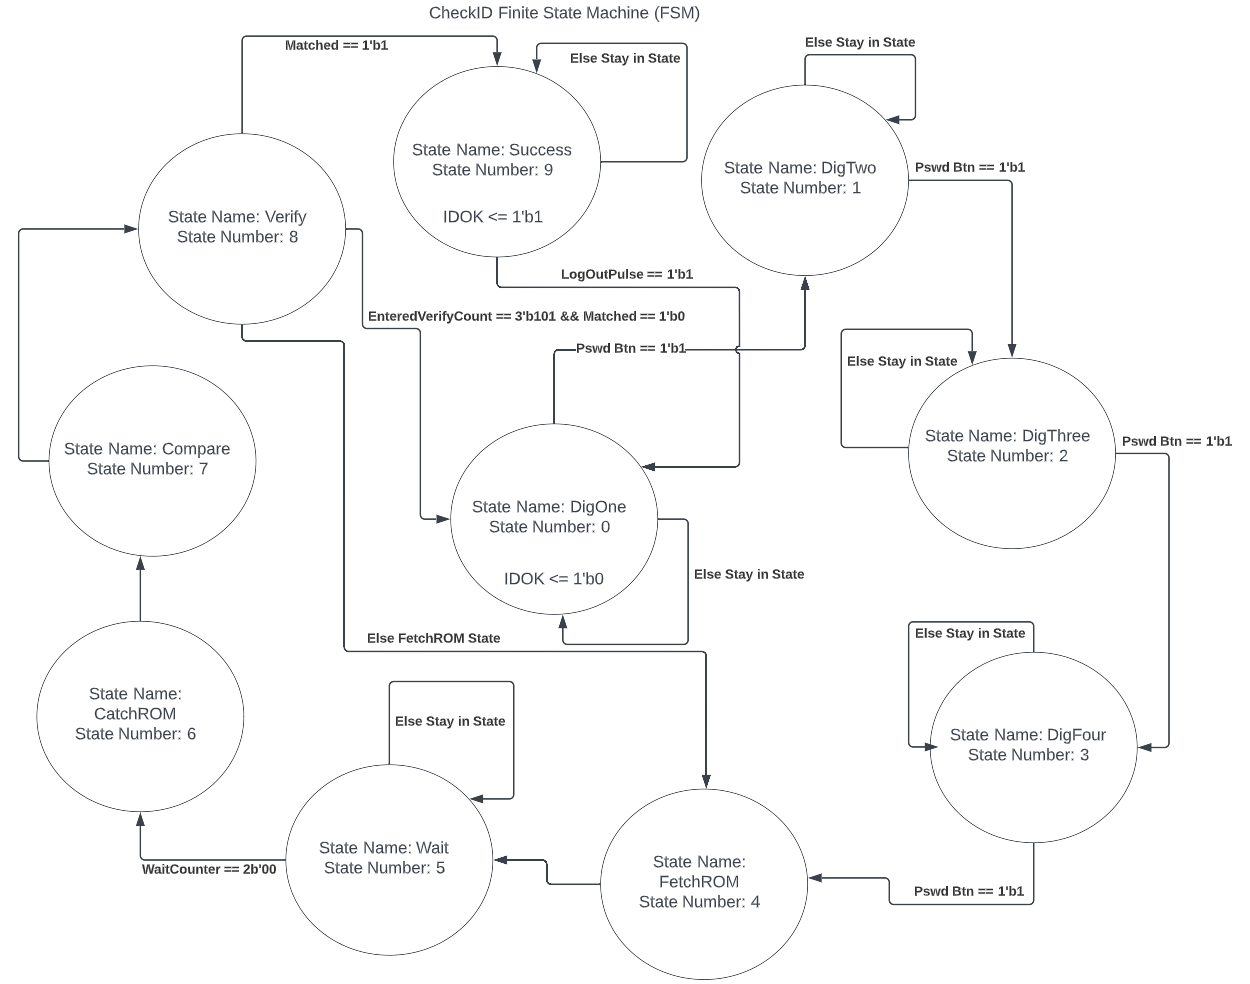 CheckID Finite State Machine (FSM)
Matched == 1'b1
Else Stay in State
Else Stay in State
State Name: Success
State Number: 9
IDOK <= 1'b1
State Name: DigTwo
State Number: 1
Pswd Btn == 1'b1
State Name: Verify
State Number: 8
LogOutPulse == 1'b1
EnteredVerifyCount == 3'b101 && Matched == 1'b0
Pswd Btn == 1'b1
Else Stay in State
State Name: DigThree
State Number: 2
Pswd Btn == 1'b1
State Name: Compare
State Number: 7
State Name: DigOne
State Number: 0
IDOK <= 1'b0
Else Stay in State
Else FetchROM State
Else Stay in State
State Name:
CatchROM
State Number: 6
Else Stay in State
State Name: DigFour
State Number: 3
State Name: Wait
State Number: 5
WaitCounter == 2b'00
State Name:
FetchROM
State Number: 4
Pswd Btn == 1'b1